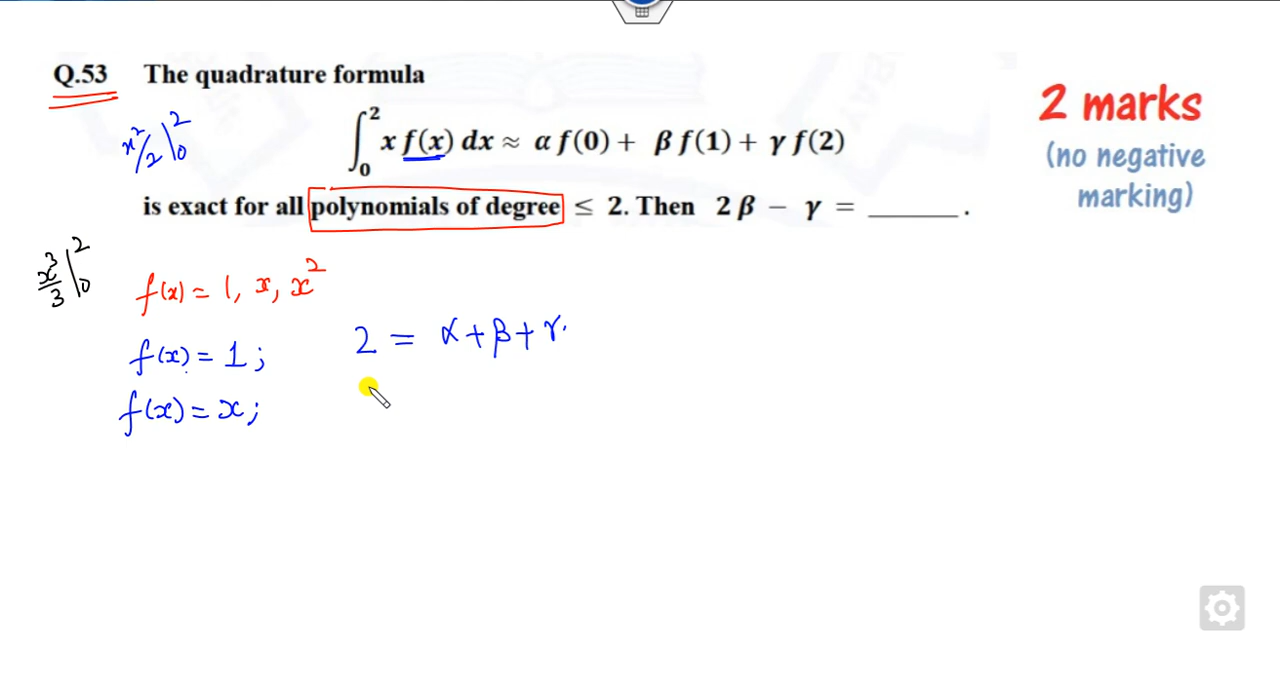 Q.53 The quadrature formula
x²/2 |₀²
∫₀² x f(x) dx ≈ α f(0) + β f(1) + γ f(2)
is exact for all polynomials of degree ≤ 2. Then 2 β − γ = ______ .
2 marks
(no negative
marking)
x³/3 |₀²
f(x) = 1, x, x²
f(x) = 1; 2 = α + β + γ.
f(x) = x;